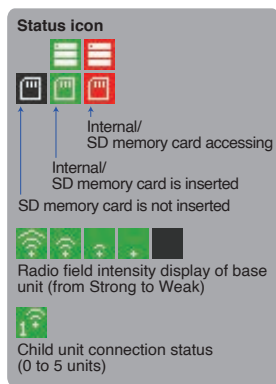 Status icon
Internal/
SD memory card accessing
Internal/
SD memory card is inserted
SD memory card is not inserted
Radio field intensity display of base
unit (from Strong to Weak)
1
Child unit connection status
(0 to 5 units)